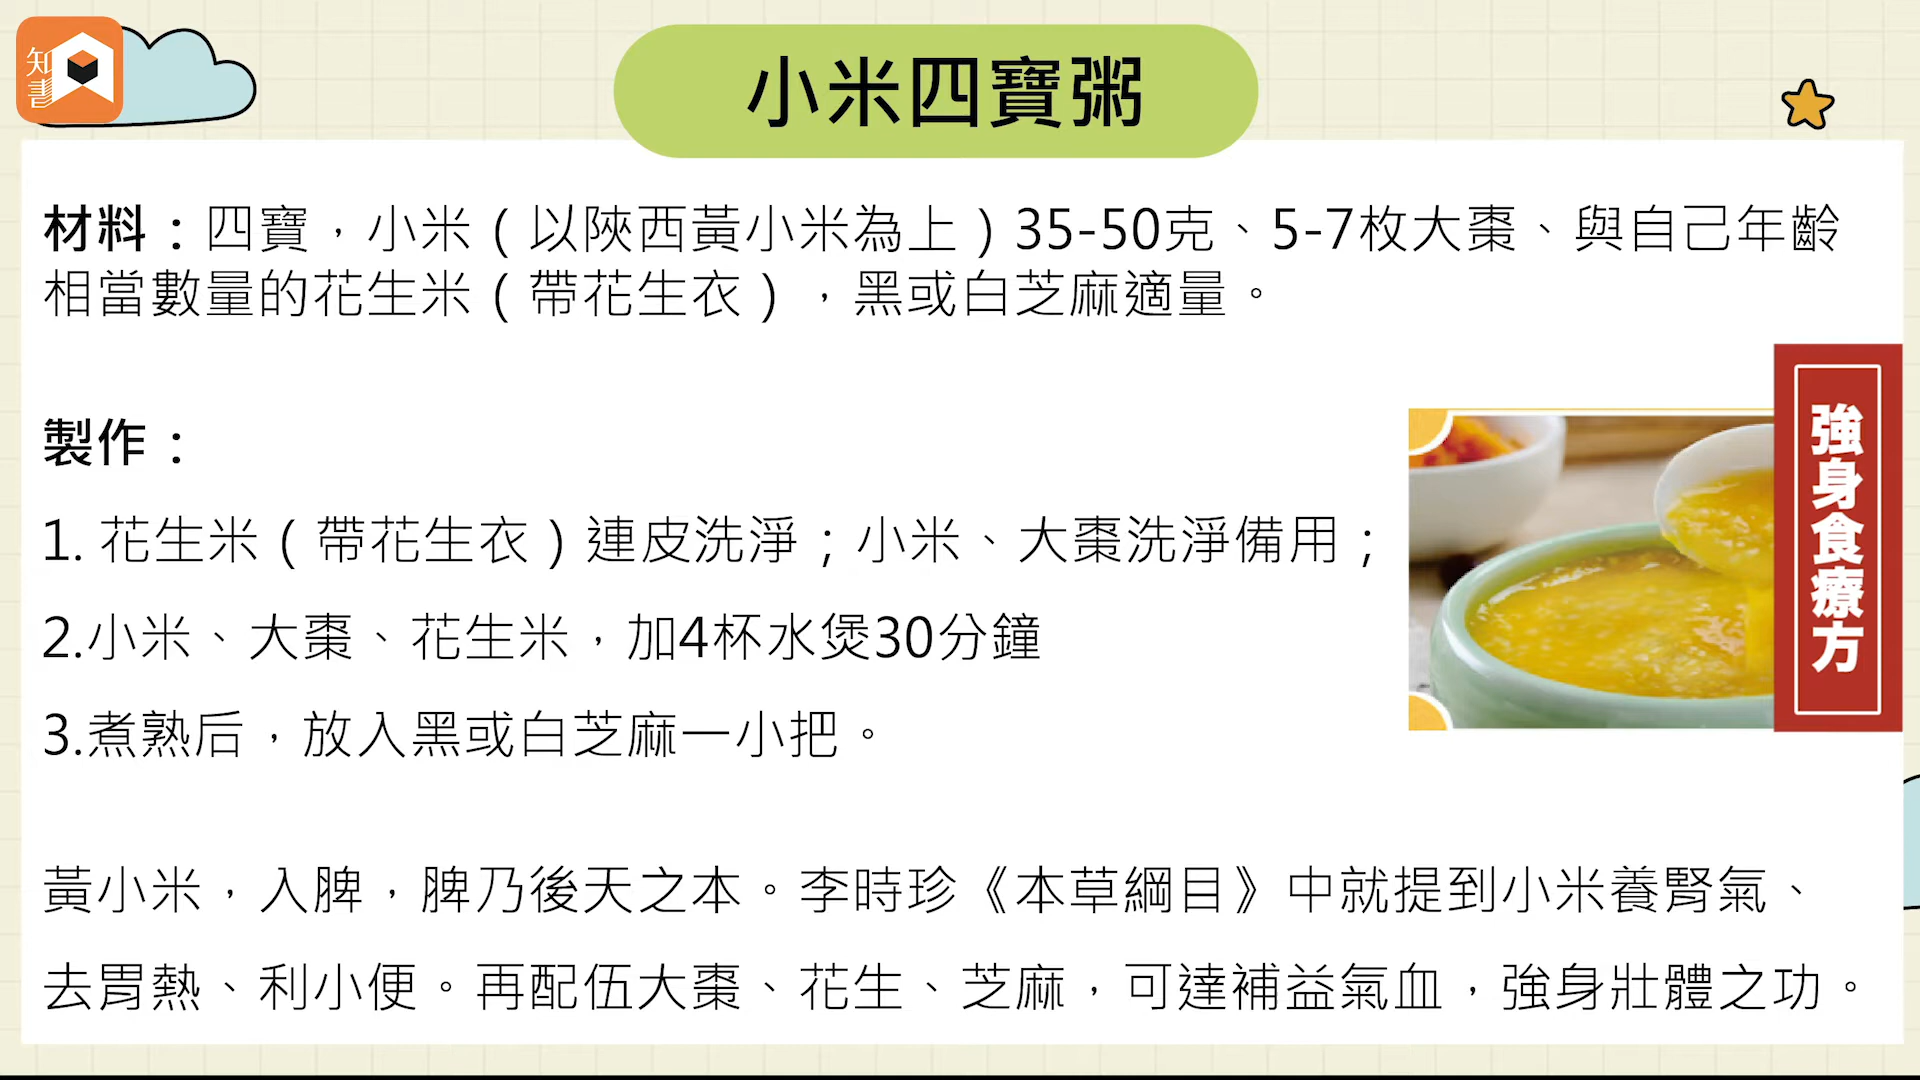 知書
小米四寶粥
材料：四寶，小米（以陝西黃小米為上）35-50克、5-7枚大棗、與自己年齡
相當數量的花生米（帶花生衣），黑或白芝麻適量。
製作：
1. 花生米（帶花生衣）連皮洗淨；小米、大棗洗淨備用；
2.小米、大棗、花生米，加4杯水煲30分鐘
3.煮熟后，放入黑或白芝麻一小把。
強身食療方
黃小米，入脾，脾乃後天之本。李時珍《本草綱目》中就提到小米養腎氣、
去胃熱、利小便。再配伍大棗、花生、芝麻，可達補益氣血，強身壯體之功。